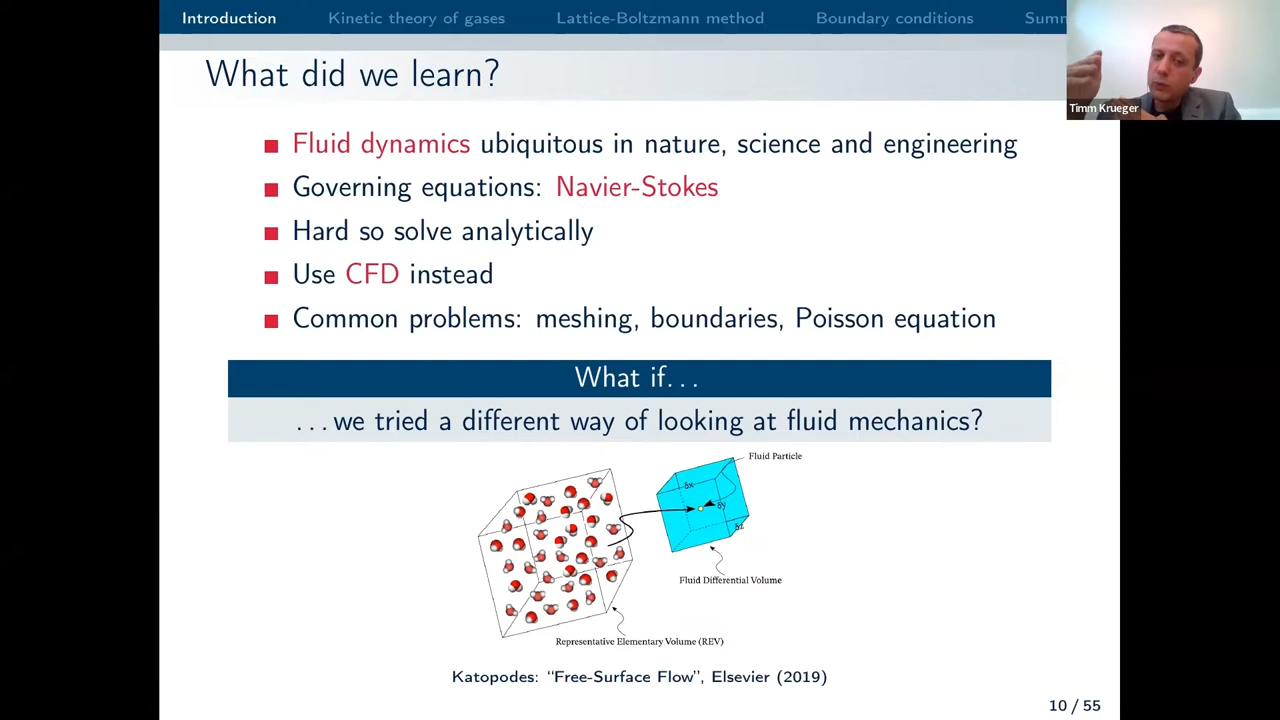 Introduction
Kinetic theory of gases
Lattice-Boltzmann method
Boundary conditions
Summ
Timm Krueger
What did we learn?
Fluid dynamics ubiquitous in nature, science and engineering
Governing equations: Navier-Stokes
Hard so solve analytically
Use CFD instead
Common problems: meshing, boundaries, Poisson equation
What if...
...we tried a different way of looking at fluid mechanics?
Fluid Particle
δx
δy
δz
Fluid Differential Volume
Representative Elementary Volume (REV)
Katopodes: “Free-Surface Flow”, Elsevier (2019)
10 / 55